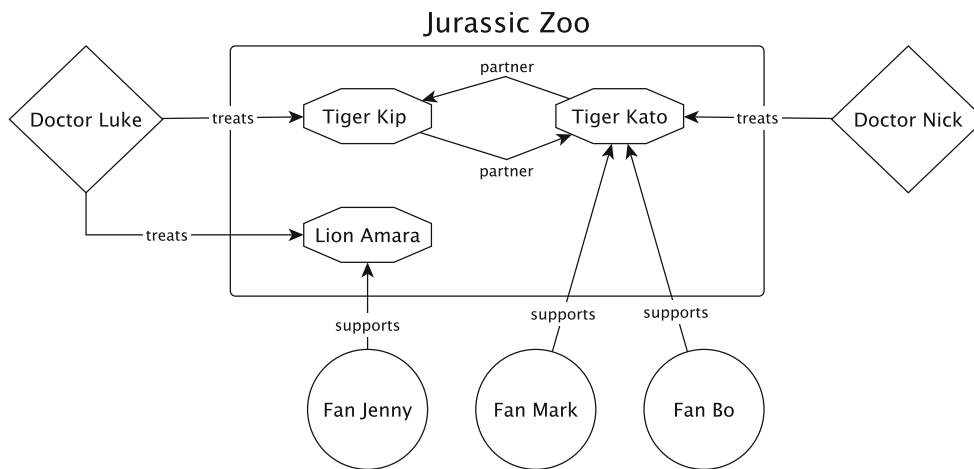 Jurassic Zoo
partner
Doctor Luke
treats
Tiger Kip
Tiger Kato
treats
Doctor Nick
partner
treats
Lion Amara
supports
supports
supports
Fan Jenny
Fan Mark
Fan Bo